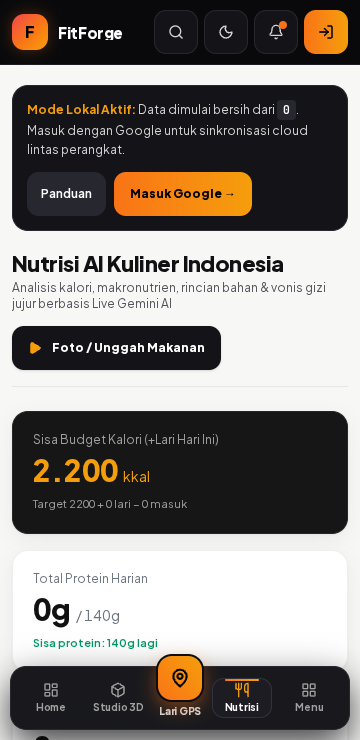 F FitForge
Mode Lokal Aktif: Data dimulai bersih dari 0.
Masuk dengan Google untuk sinkronisasi cloud
lintas perangkat.
Panduan
Masuk Google →
Nutrisi AI Kuliner Indonesia
Analisis kalori, makronutrien, rincian bahan & vonis gizi
jujur berbasis Live Gemini AI
Foto / Unggah Makanan
Sisa Budget Kalori (+Lari Hari Ini)
2.200 kkal
Target 2200 + 0 lari − 0 masuk
Total Protein Harian
0g / 140g
Sisa protein: 140g lagi
Home
Studio 3D
Lari GPS
Nutrisi
Menu